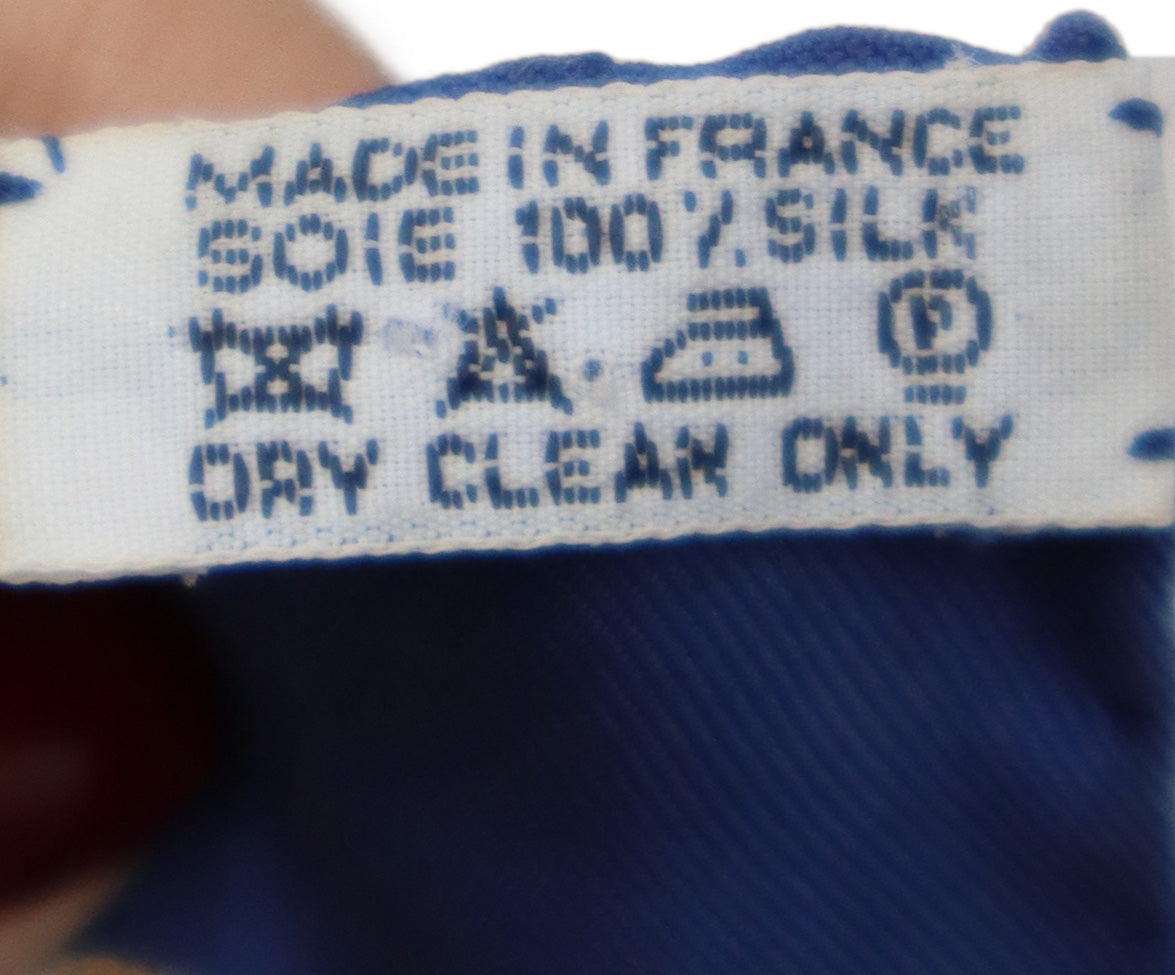 MADE IN FRANCE
SOIE 100% SILK
P
DRY CLEAN ONLY